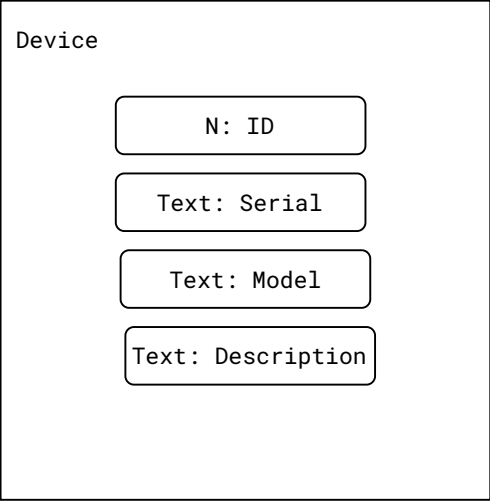 Device
N: ID
Text: Serial
Text: Model
Text: Description